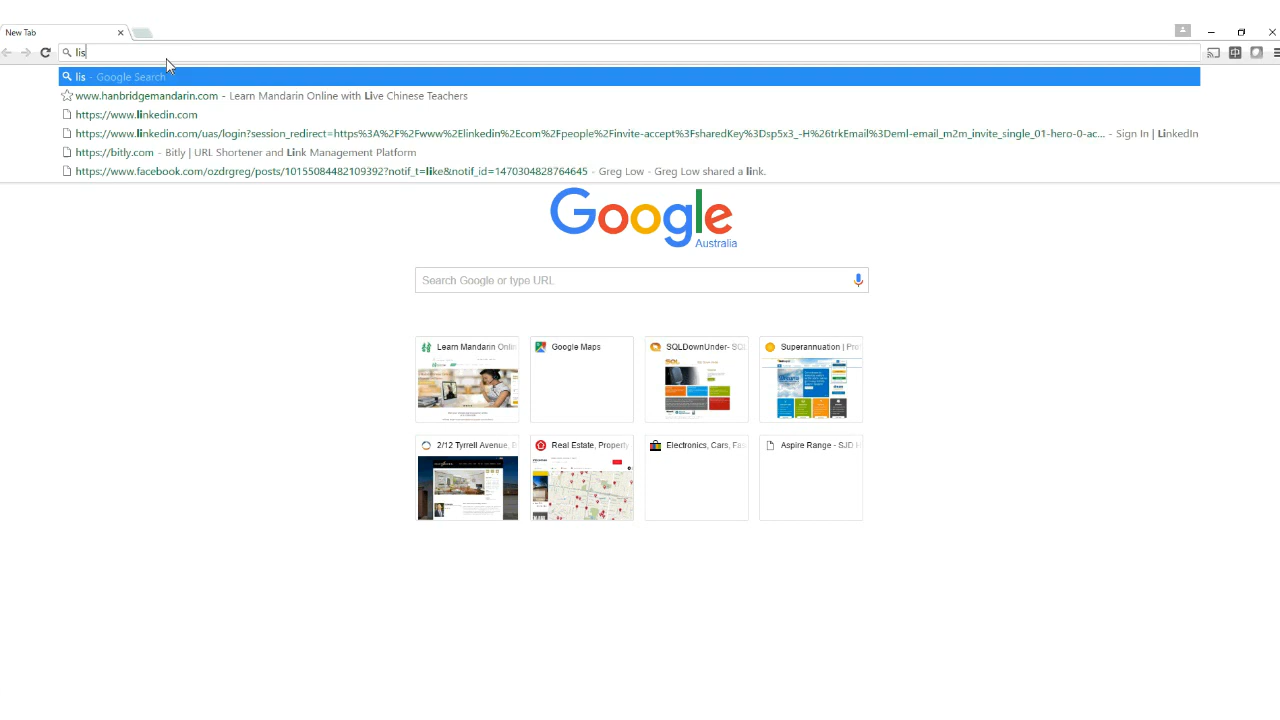 New Tab
lis
lis - Google Search
www.hanbridgemandarin.com - Learn Mandarin Online with Live Chinese Teachers
https://www.linkedin.com
https://www.linkedin.com/uas/login?session_redirect=https%3A%2F%2Fwww%2Elinkedin%2Ecom%2Fpeople%2Finvite-accept%3FsharedKey%3Dsp5x3_-H%26trkEmail%3Deml-email_m2m_invite_single_01-hero-0-ac... - Sign In | LinkedIn
https://bitly.com - Bitly | URL Shortener and Link Management Platform
https://www.facebook.com/ozdrgreg/posts/10155084482109392?notif_t=like&notif_id=1470304828764645 - Greg Low - Greg Low shared a link.
Google
Australia
Search Google or type URL
Learn Mandarin Onlin
Google Maps
SQLDownUnder- SQL
Superannuation | Pro
2/12 Tyrrell Avenue, B
Real Estate, Property
Electronics, Cars, Fas
Aspire Range - SJD H